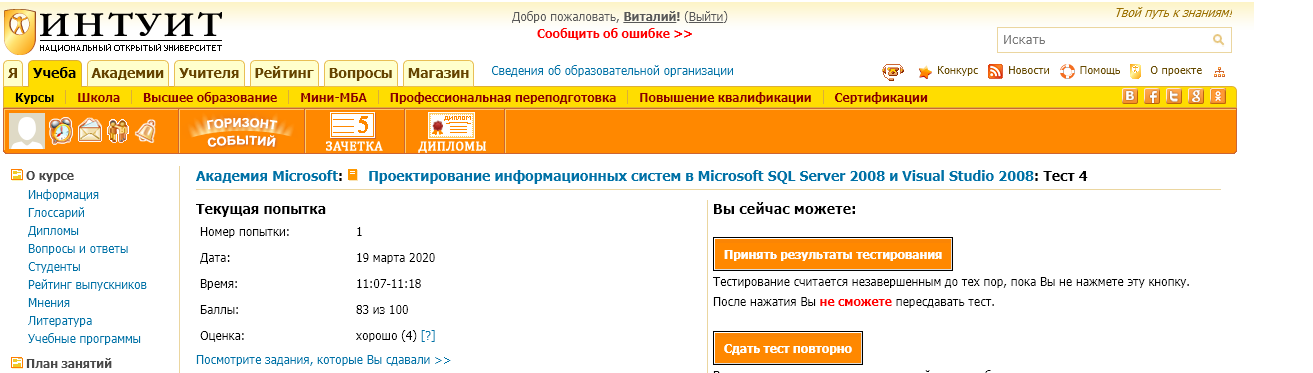 ИНТУИТ
НАЦИОНАЛЬНЫЙ ОТКРЫТЫЙ УНИВЕРСИТЕТ
Добро пожаловать, Виталий! (Выйти)
Сообщить об ошибке >>
Твой путь к знаниям!
Искать
Я Учеба Академии Учителя Рейтинг Вопросы Магазин Сведения об образовательной организации Конкурс Новости Помощь О проекте
Курсы Школа Высшее образование Мини-МБА Профессиональная переподготовка Повышение квалификации Сертификации
ГОРИЗОНТ СОБЫТИЙ
5
ЗАЧЕТКА
ДИПЛОМ
ДИПЛОМЫ
О курсе
Информация
Глоссарий
Дипломы
Вопросы и ответы
Студенты
Рейтинг выпускников
Мнения
Литература
Учебные программы
План занятий
Академия Microsoft: Проектирование информационных систем в Microsoft SQL Server 2008 и Visual Studio 2008: Тест 4
Текущая попытка
Номер попытки: 1
Дата: 19 марта 2020
Время: 11:07-11:18
Баллы: 83 из 100
Оценка: хорошо (4) [?]
Посмотрите задания, которые Вы сдавали >>
Вы сейчас можете:
Принять результаты тестирования
Тестирование считается незавершенным до тех пор, пока Вы не нажмете эту кнопку.
После нажатия Вы не сможете пересдавать тест.
Сдать тест повторно